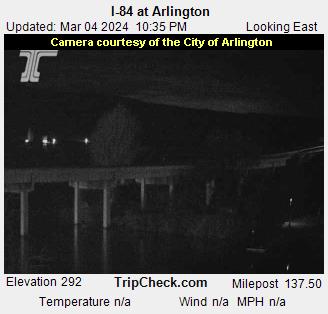 I-84 at Arlington
Updated: Mar 04 2024 10:35 PM Looking East
Camera courtesy of the City of Arlington
Elevation 292 TripCheck.com Milepost 137.50
Temperature n/a Wind n/a MPH n/a